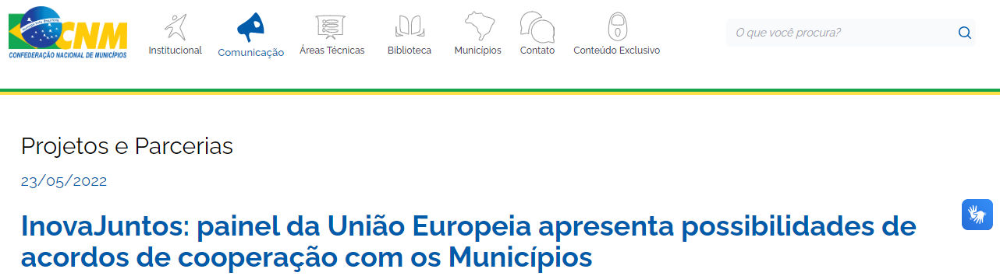 CNM
CONFEDERAÇÃO NACIONAL DE MUNICÍPIOS
Institucional
Comunicação
Áreas Técnicas
Biblioteca
Municípios
Contato
Conteúdo Exclusivo
O que você procura?
Projetos e Parcerias
23/05/2022
InovaJuntos: painel da União Europeia apresenta possibilidades de
acordos de cooperação com os Municípios